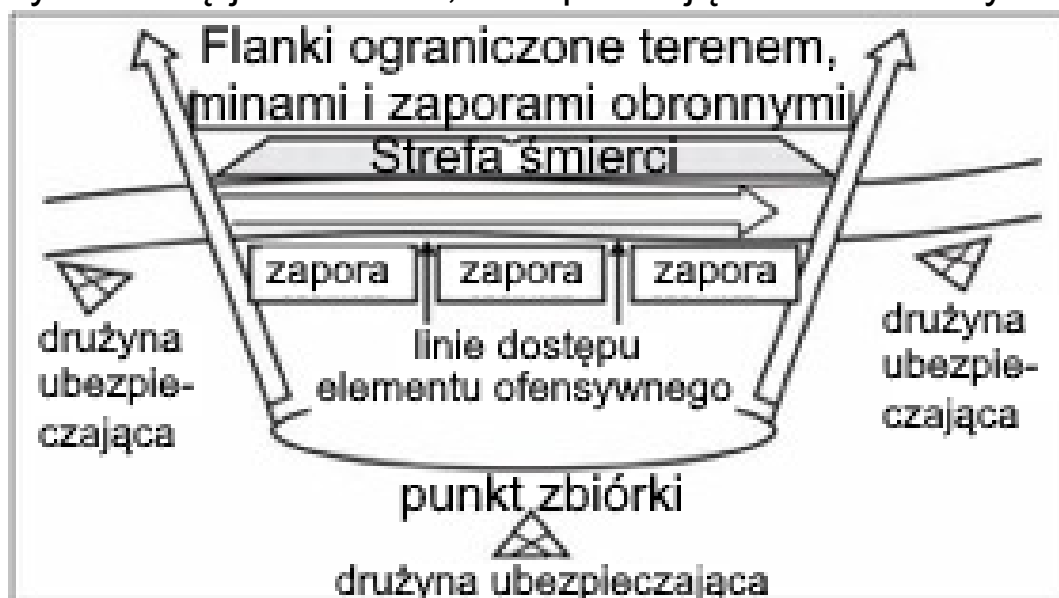 Flanki ograniczone terenem,
minami i zaporami obronnymi
Strefa śmierci
zapora zapora zapora
linie dostępu
elementu ofensywnego
drużyna
ubezpie-
czająca
drużyna
ubezpie-
czająca
punkt zbiórki
drużyna ubezpieczająca